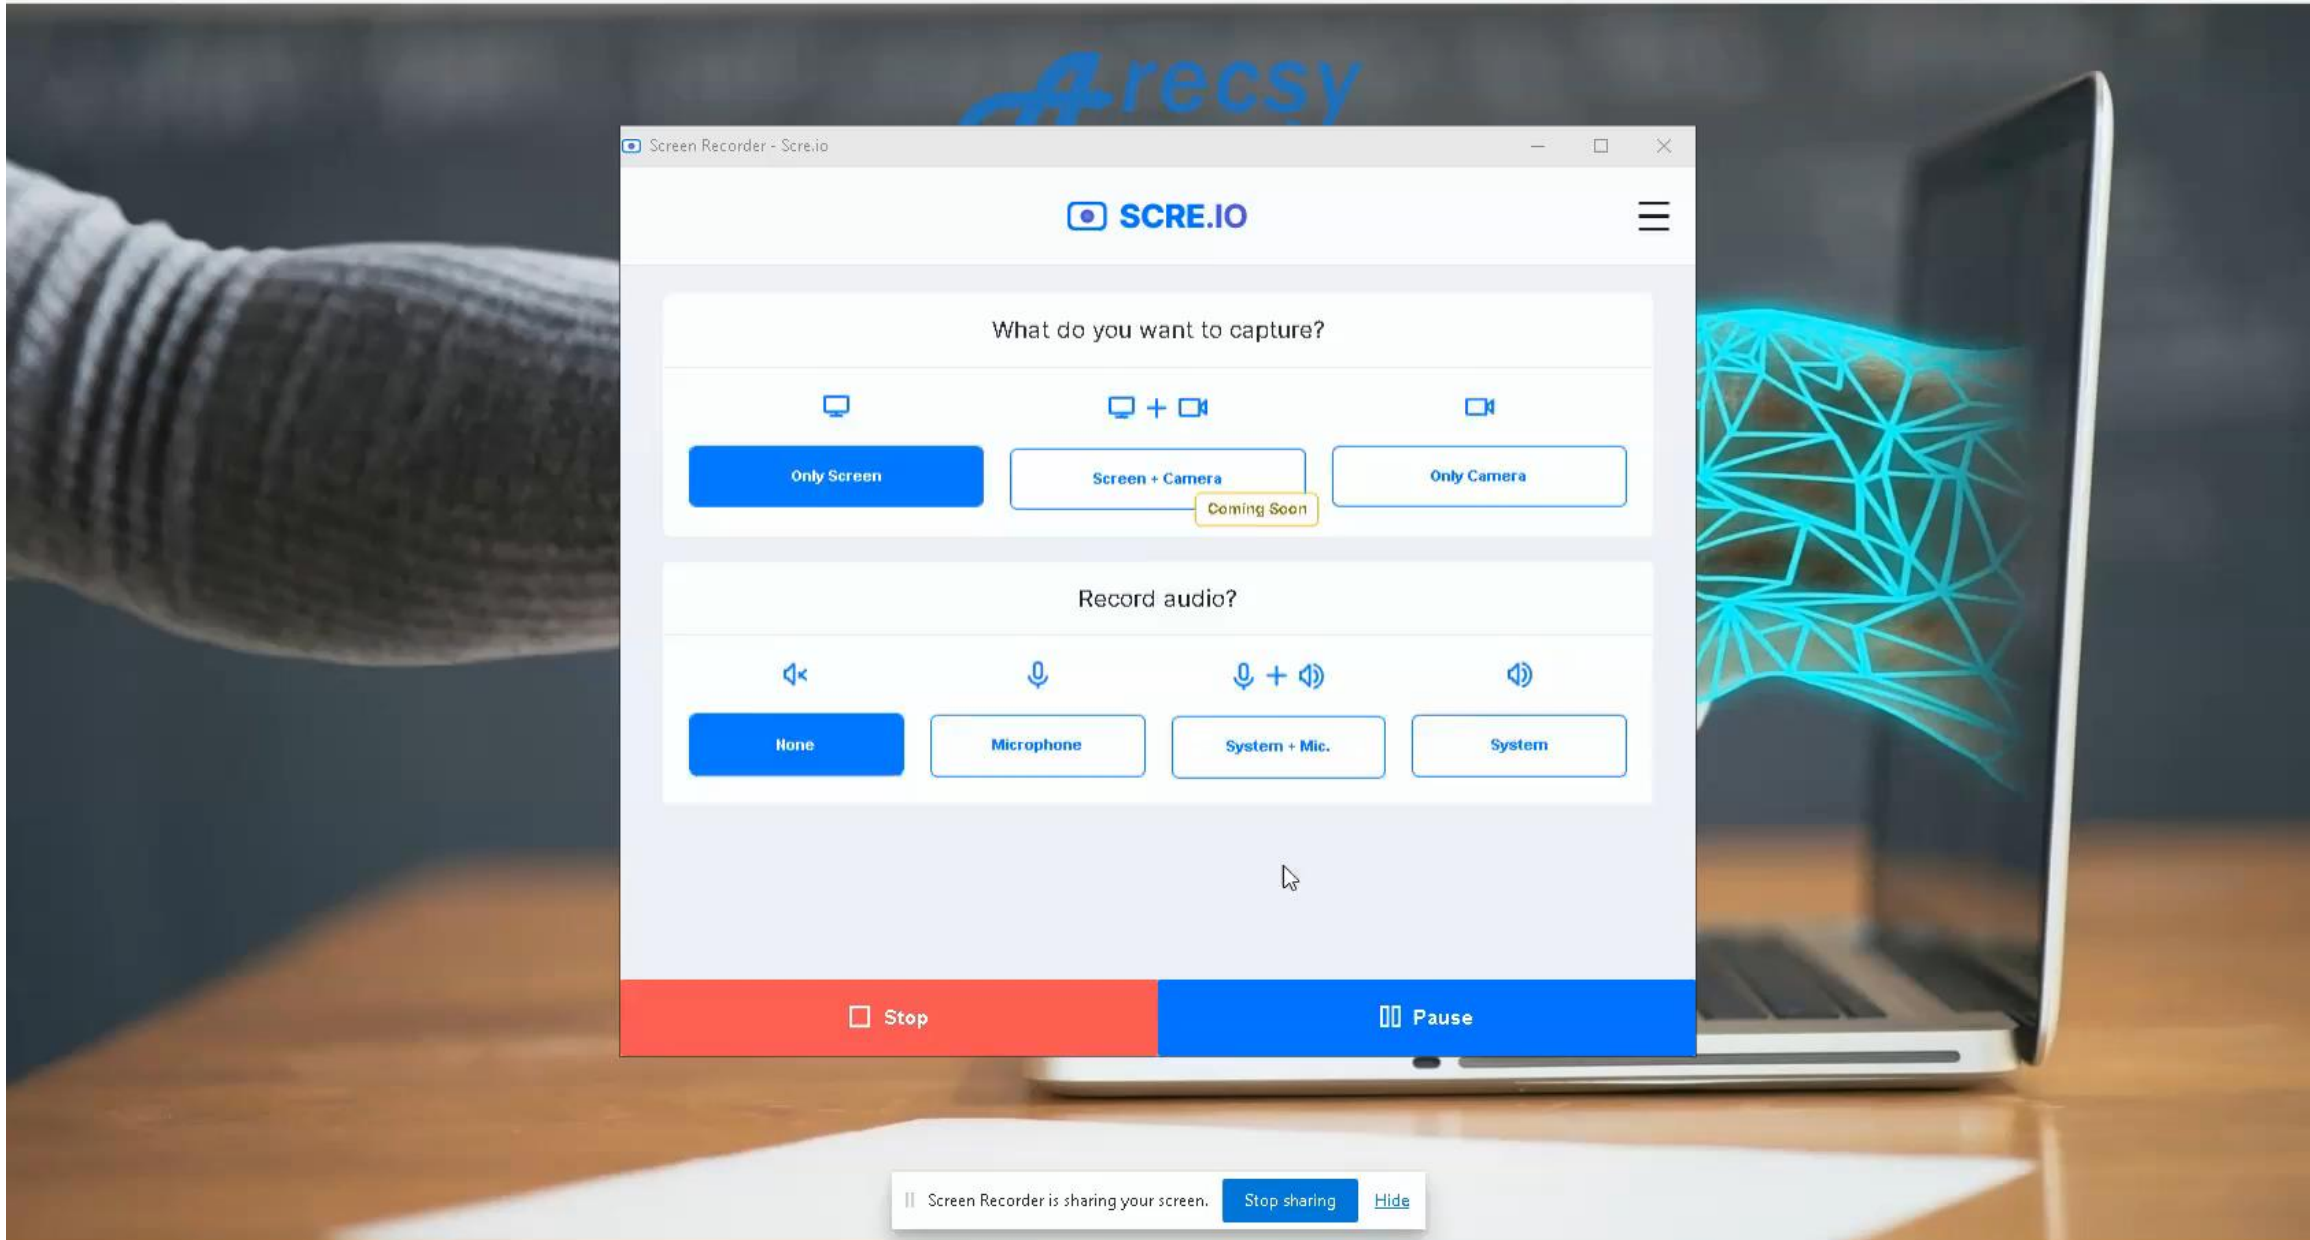 Arecsy
Screen Recorder - Scre.io
SCRE.IO
What do you want to capture?
Only Screen
Screen + Camera
Only Camera
Coming Soon
Record audio?
None
Microphone
System + Mic.
System
Stop
Pause
Screen Recorder is sharing your screen. Stop sharing Hide